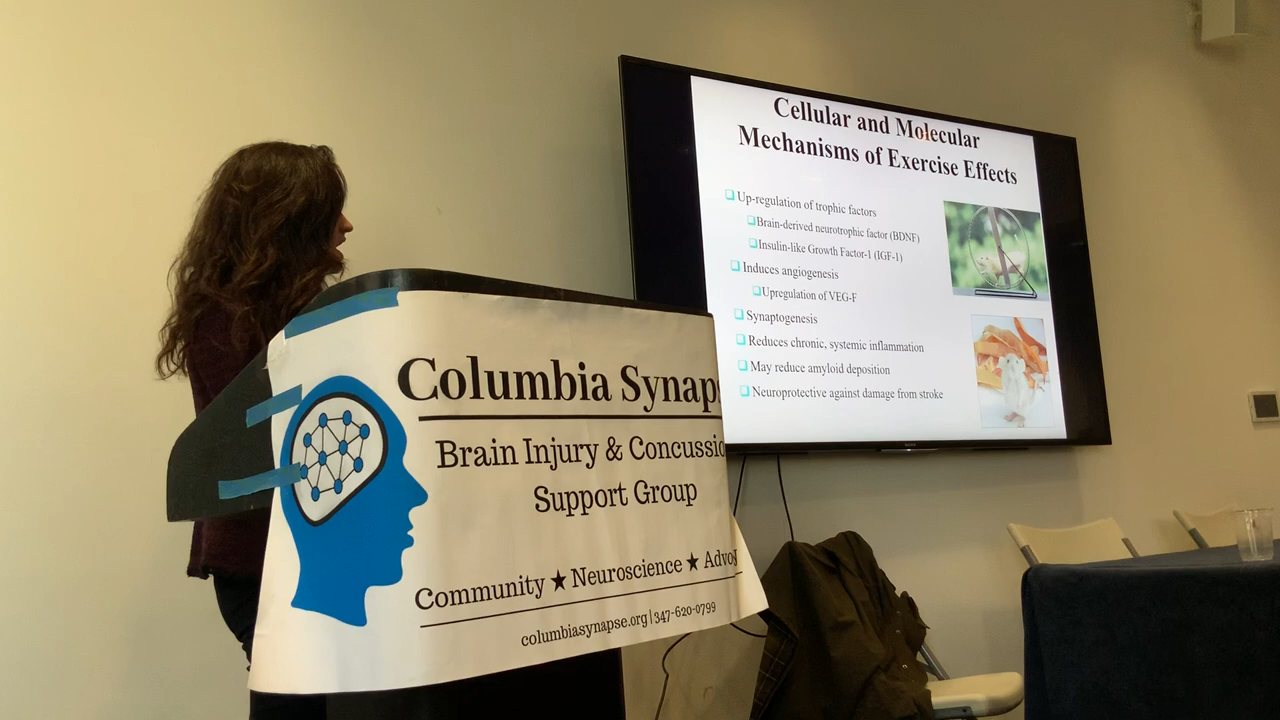 Cellular and Molecular
Mechanisms of Exercise Effects
Up-regulation of trophic factors
Brain-derived neurotrophic factor (BDNF)
Insulin-like Growth Factor-1 (IGF-1)
Induces angiogenesis
Upregulation of VEG-F
Synaptogenesis
Reduces chronic, systemic inflammation
May reduce amyloid deposition
Neuroprotective against damage from stroke
Columbia Synaps
Brain Injury & Concussio
Support Group
Community ★ Neuroscience ★ Advo
columbiasynapse.org | 347-620-0799